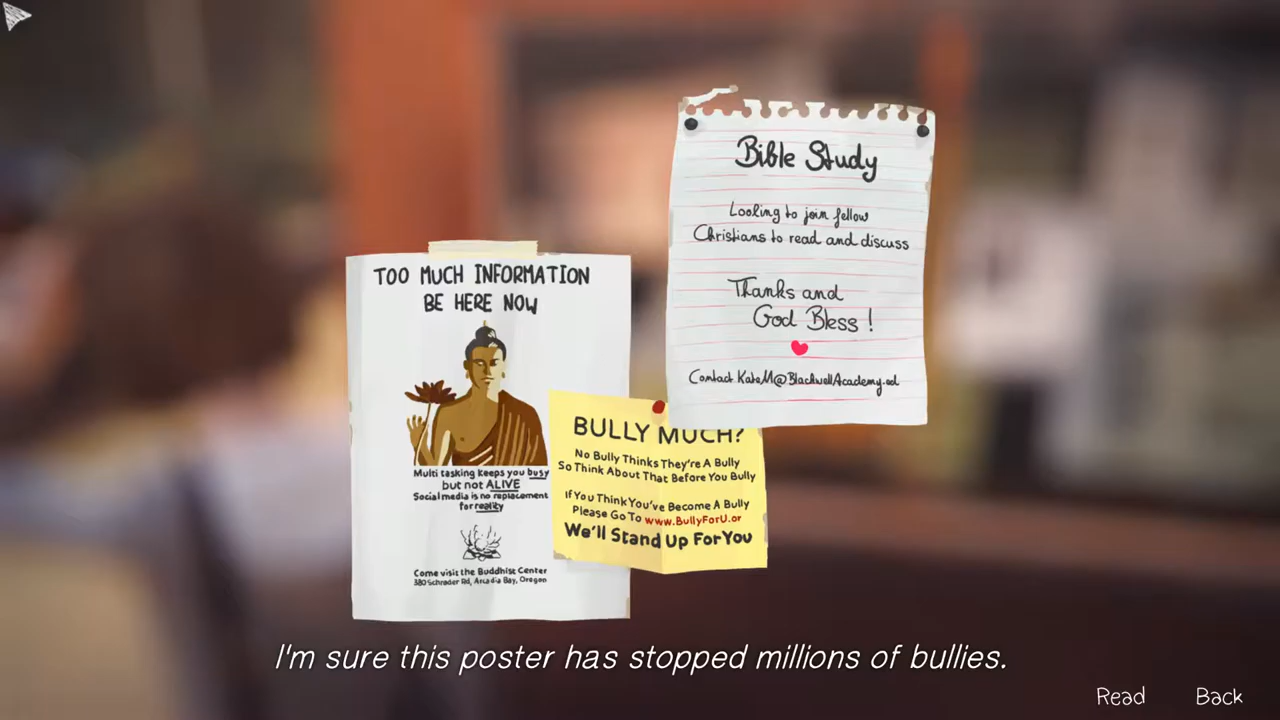 TOO MUCH INFORMATION
BE HERE NOW
Multi tasking keeps you busy
but not ALIVE
Social media is no replacement
for reality
Come visit the Buddhist Center
380 Schrader Rd, Arcadia Bay, Oregon
BULLY MUCH?
No Bully Thinks They're A Bully
So Think About That Before You Bully
If You Think You've Become A Bully
Please Go To www.BullyForU.or
We'll Stand Up For You
Bible Study
Looking to join fellow
Christians to read and discuss
Thanks and
God Bless !
Contact KateM@BlackwellAcademy.ed
I'm sure this poster has stopped millions of bullies.
Read Back